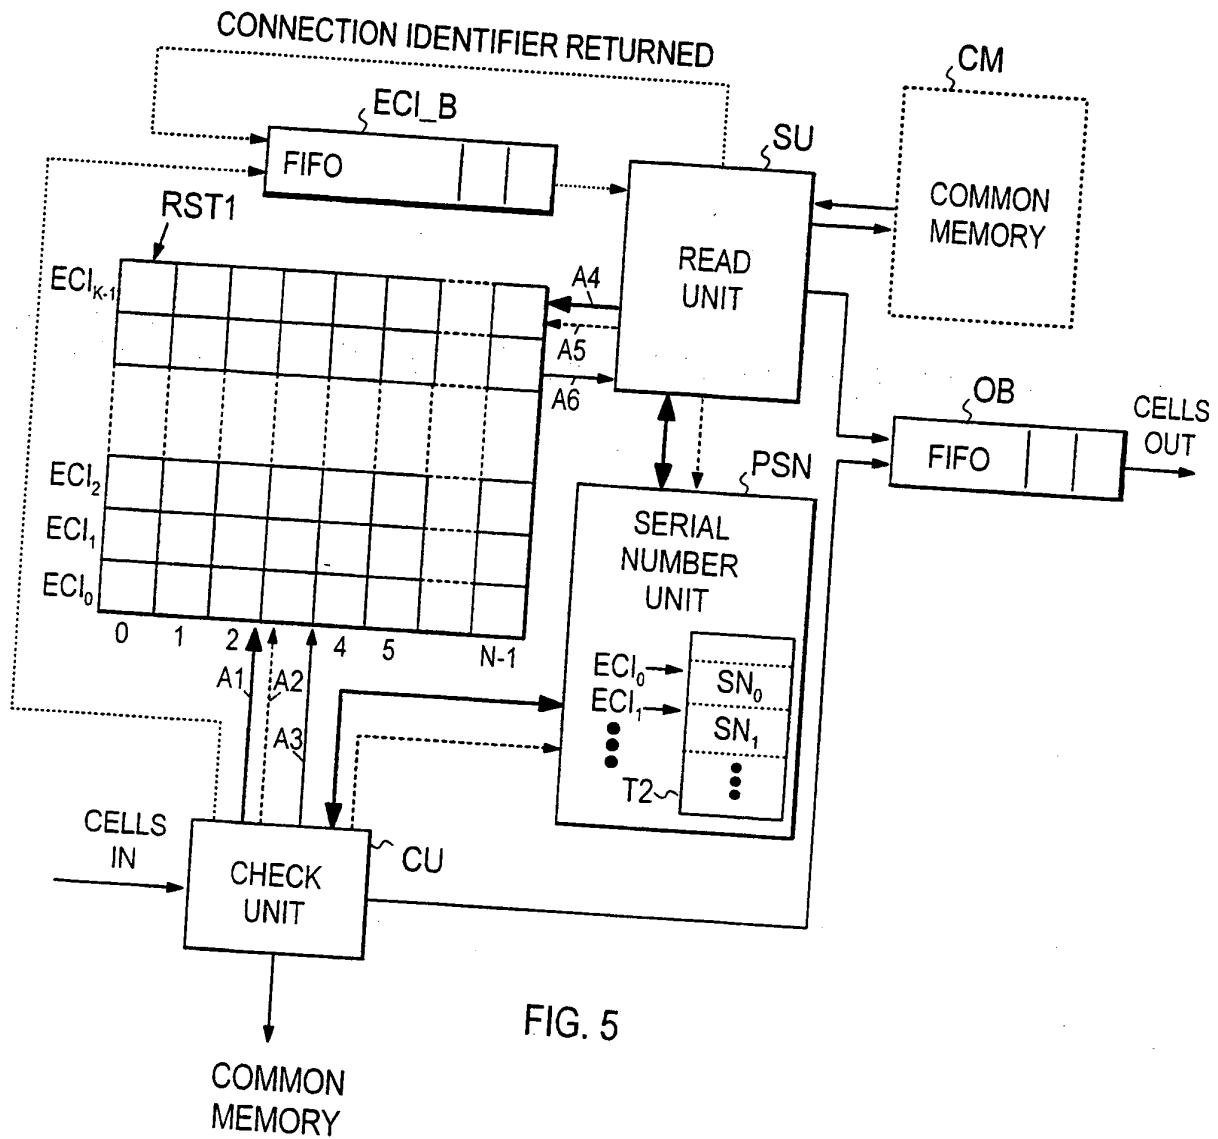 CONNECTION IDENTIFIER RETURNED
CM
ECI_B
SU
FIFO
COMMON
MEMORY
RST1
READ
UNIT
ECI_K-1
A4
A5
A6
OB
CELLS
OUT
FIFO
ECI_2
PSN
ECI_1
SERIAL
NUMBER
UNIT
ECI_0
0 1 2 4 5 N-1
ECI_0
SN_0
ECI_1
SN_1
A1
A2
A3
T2
CELLS
IN
CU
CHECK
UNIT
FIG. 5
COMMON
MEMORY